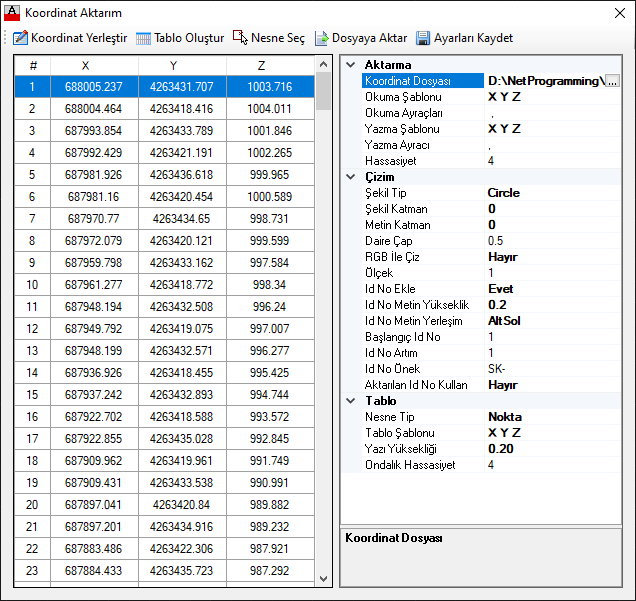 Koordinat Aktarım
Koordinat Yerleştir Tablo Oluştur Nesne Seç Dosyaya Aktar Ayarları Kaydet
# X Y Z
1 688005.237 4263431.707 1003.716
2 688004.464 4263418.416 1004.011
3 687993.854 4263433.789 1001.846
4 687992.429 4263421.191 1002.265
5 687981.926 4263436.618 999.965
6 687981.16 4263420.454 1000.589
7 687970.77 4263434.65 998.731
8 687972.079 4263420.121 999.599
9 687959.798 4263433.162 997.584
10 687961.277 4263418.772 998.34
11 687948.194 4263432.508 996.24
12 687949.792 4263419.075 997.007
13 687948.199 4263432.571 996.277
14 687936.926 4263418.455 995.425
15 687937.242 4263432.893 994.744
16 687922.702 4263418.588 993.572
17 687922.855 4263435.028 992.845
18 687909.962 4263419.961 991.749
19 687909.431 4263433.538 990.991
20 687897.041 4263420.84 989.882
21 687897.201 4263434.916 989.232
22 687883.486 4263422.306 987.921
23 687884.433 4263435.723 987.292
Aktarma
Koordinat Dosyası D:\NetProgramming\ ...
Okuma Şablonu X Y Z
Okuma Ayraçları ,
Yazma Şablonu X Y Z
Yazma Ayracı ,
Hassasiyet 4
Çizim
Şekil Tip Circle
Şekil Katman 0
Metin Katman 0
Daire Çap 0.5
RGB İle Çiz Hayır
Ölçek 1
Id No Ekle Evet
Id No Metin Yükseklik 0.2
Id No Metin Yerleşim AltSol
Başlangıç Id No 1
Id No Artım 1
Id No Önek SK-
Aktarılan Id No Kullan Hayır
Tablo
Nesne Tip Nokta
Tablo Şablonu X Y Z
Yazı Yüksekliği 0.20
Ondalık Hassasiyet 4
Koordinat Dosyası